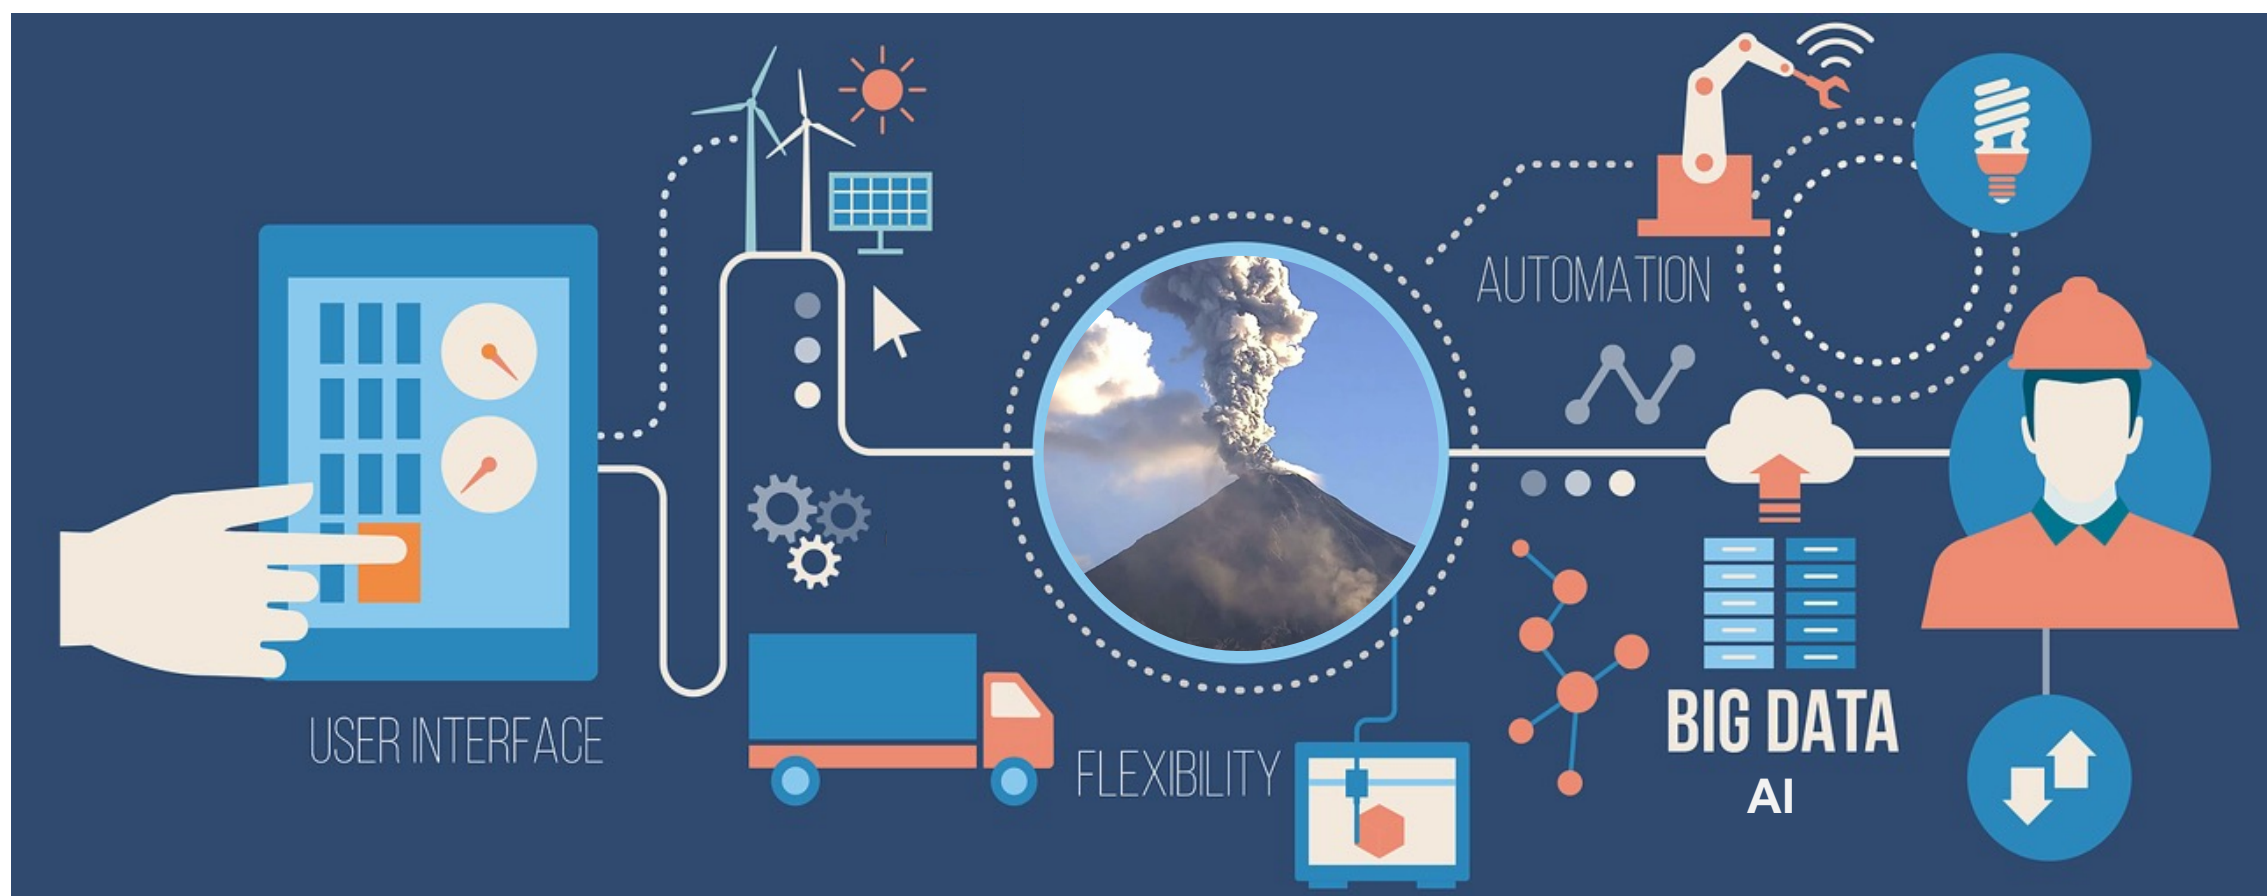 USER INTERFACE
FLEXIBILITY
AUTOMATION
BIG DATA
AI